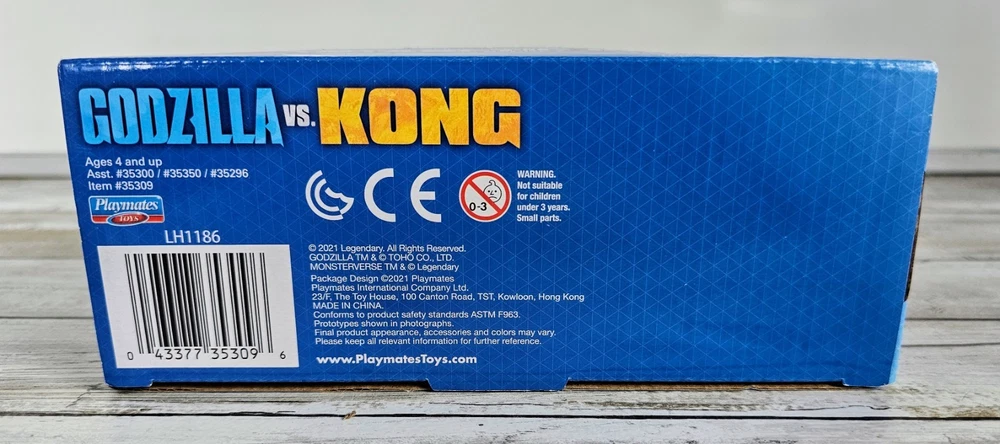 GODZILLA VS. KONG
Ages 4 and up
Asst. #35300 / #35350 / #35296
Item #35309
Playmates
TOYS
LH1186
0 43377 35309 6
CE
0-3
WARNING.
Not suitable
for children
under 3 years.
Small parts.
© 2021 Legendary. All Rights Reserved.
GODZILLA TM & © TOHO CO., LTD.
MONSTERVERSE TM & © Legendary
Package Design ©2021 Playmates
Playmates International Company Ltd.
23/F, The Toy House, 100 Canton Road, TST, Kowloon, Hong Kong
MADE IN CHINA.
Conforms to product safety standards ASTM F963.
Prototypes shown in photographs.
Final product appearance, accessories and colors may vary.
Please keep all relevant information for further reference.
www.PlaymatesToys.com